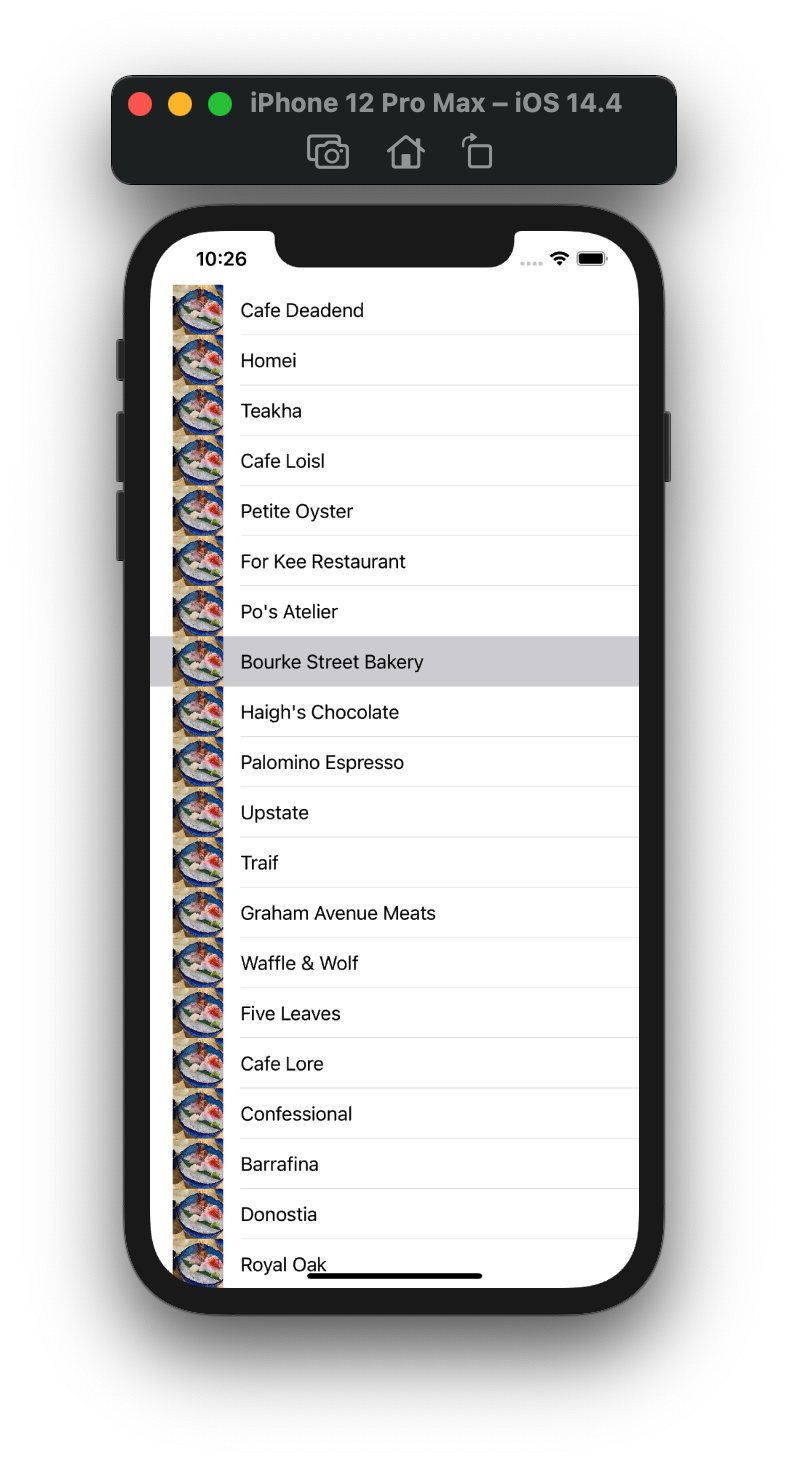 iPhone 12 Pro Max – iOS 14.4
10:26
Cafe Deadend
Homei
Teakha
Cafe Loisl
Petite Oyster
For Kee Restaurant
Po's Atelier
Bourke Street Bakery
Haigh's Chocolate
Palomino Espresso
Upstate
Traif
Graham Avenue Meats
Waffle & Wolf
Five Leaves
Cafe Lore
Confessional
Barrafina
Donostia
Royal Oak